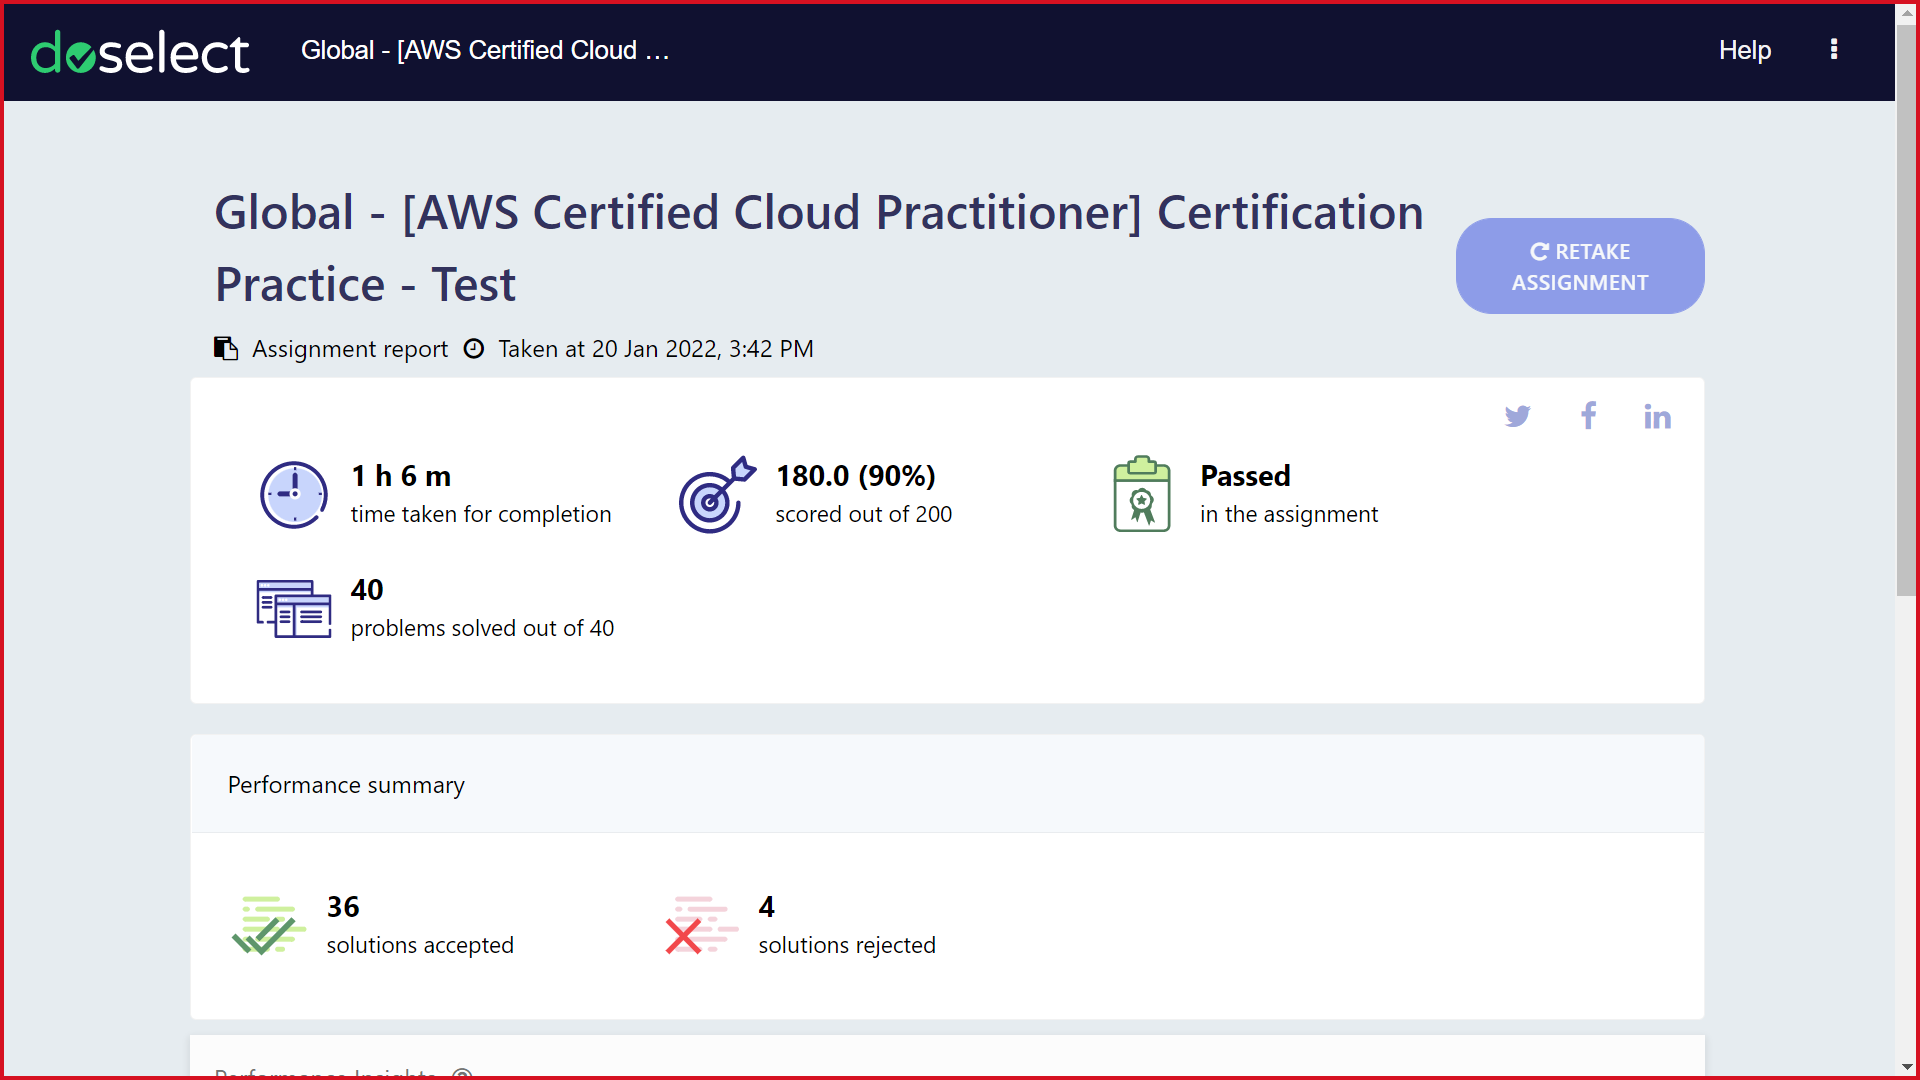 doselect
Global - [AWS Certified Cloud ...
Help
Global - [AWS Certified Cloud Practitioner] Certification
Practice - Test
RETAKE
ASSIGNMENT
Assignment report
Taken at 20 Jan 2022, 3:42 PM
1 h 6 m
time taken for completion
180.0 (90%)
scored out of 200
Passed
in the assignment
40
problems solved out of 40
Performance summary
36
solutions accepted
4
solutions rejected
Performance Insights